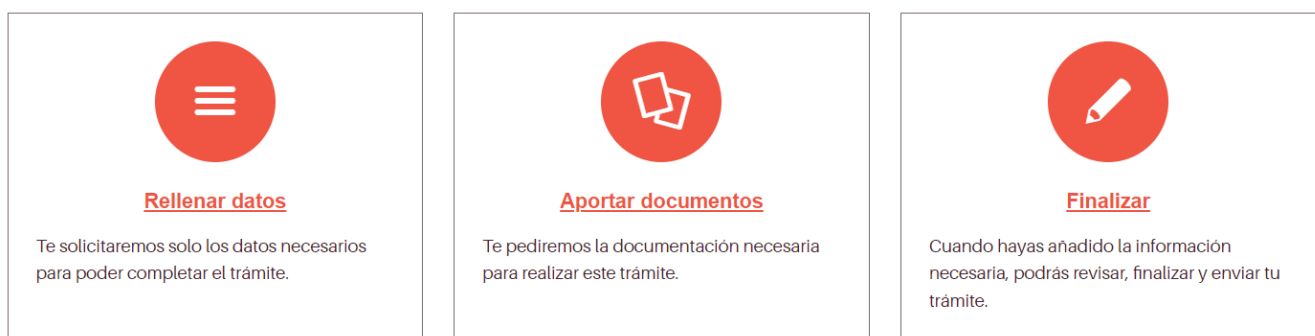 Rellenar datos
Te solicitaremos solo los datos necesarios
para poder completar el trámite.
Aportar documentos
Te pediremos la documentación necesaria
para realizar este trámite.
Finalizar
Cuando hayas añadido la información
necesaria, podrás revisar, finalizar y enviar tu
trámite.